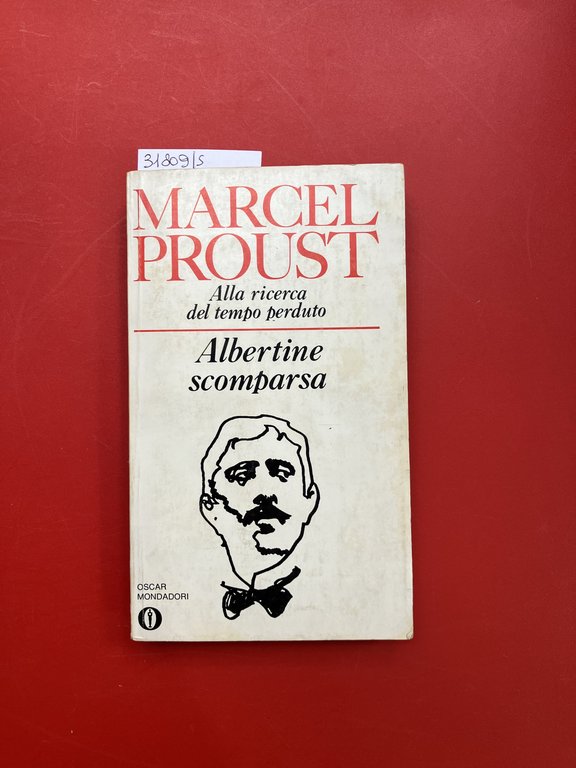 31809/s
MARCEL
PROUST
Alla ricerca
del tempo perduto
Albertine
scomparsa
OSCAR
MONDADORI